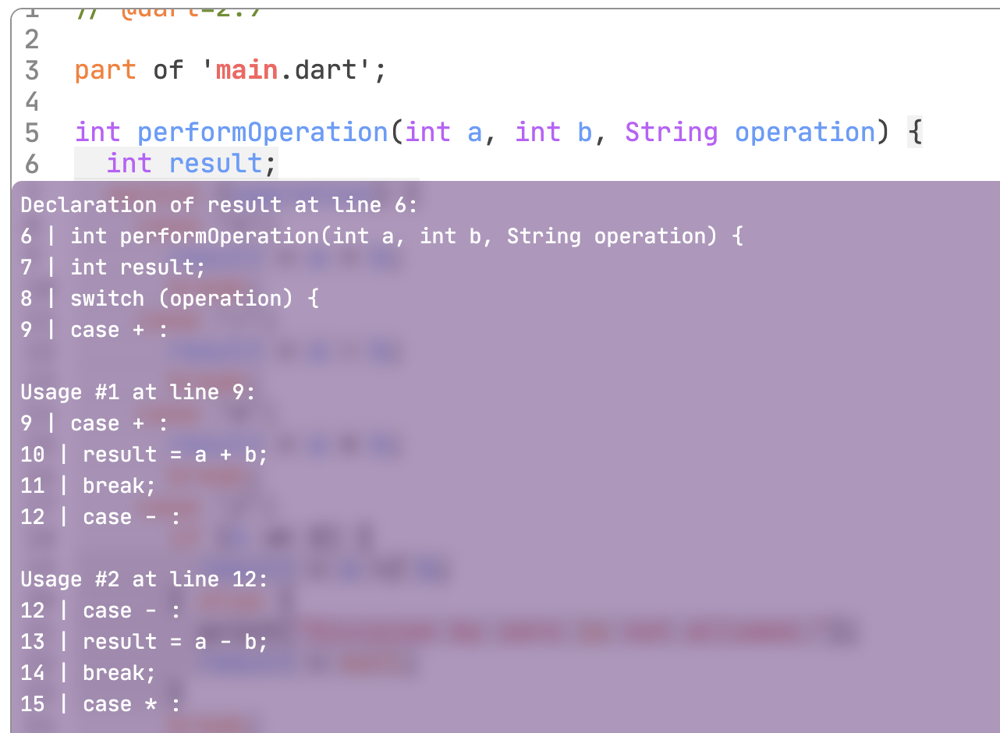 1 // @dart=2.9
2
3 part of 'main.dart';
4
5 int performOperation(int a, int b, String operation) {
6 int result;
Declaration of result at line 6:
6 | int performOperation(int a, int b, String operation) {
7 | int result;
8 | switch (operation) {
9 | case + :
Usage #1 at line 9:
9 | case + :
10 | result = a + b;
11 | break;
12 | case - :
Usage #2 at line 12:
12 | case - :
13 | result = a - b;
14 | break;
15 | case * :